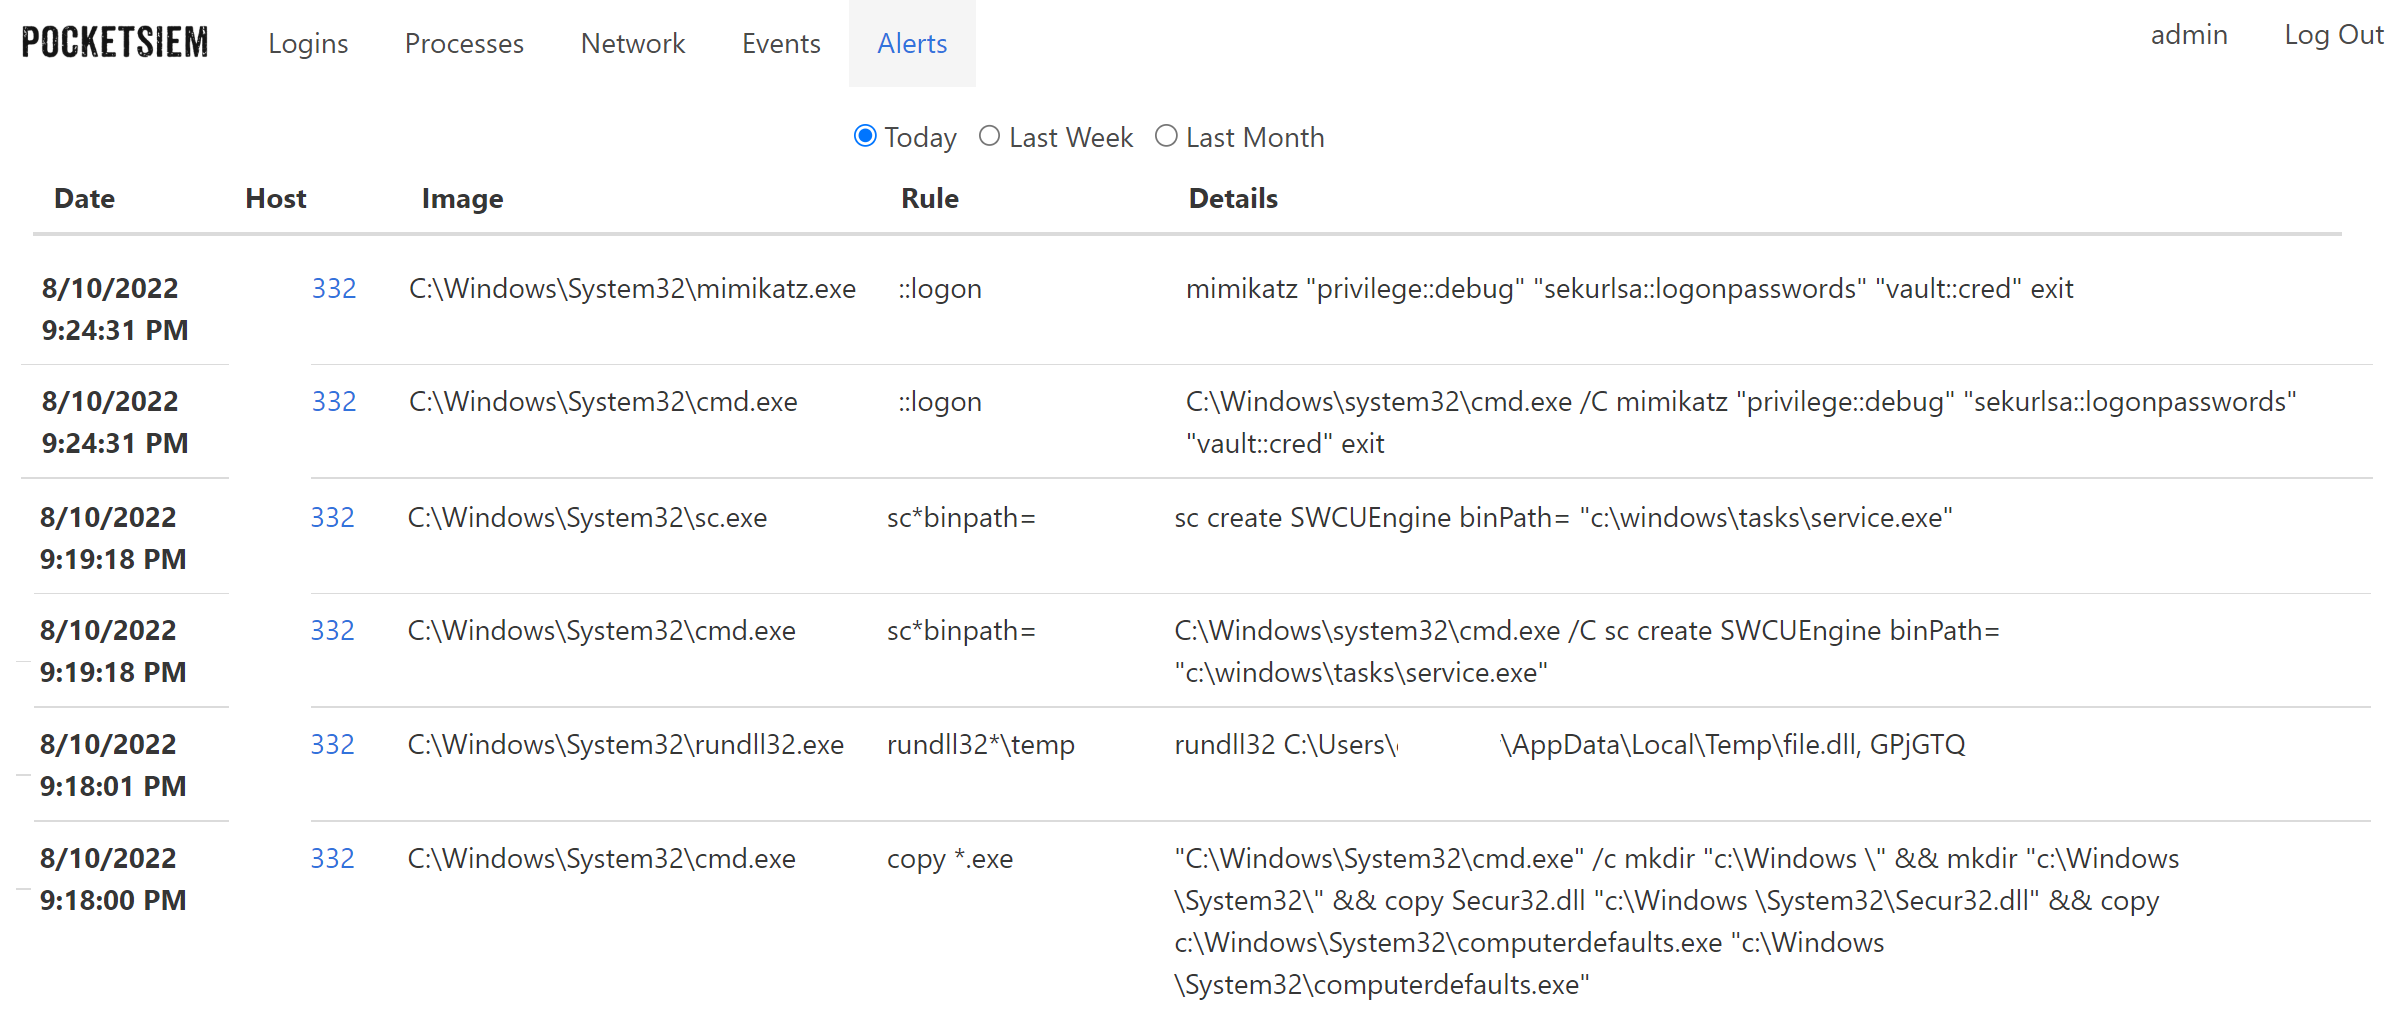 POCKETSIEM Logins Processes Network Events Alerts admin Log Out
Today Last Week Last Month
Date Host Image Rule Details
8/10/2022 332 C:\Windows\System32\mimikatz.exe ::logon mimikatz "privilege::debug" "sekurlsa::logonpasswords" "vault::cred" exit
9:24:31 PM
8/10/2022 332 C:\Windows\System32\cmd.exe ::logon C:\Windows\system32\cmd.exe /C mimikatz "privilege::debug" "sekurlsa::logonpasswords"
9:24:31 PM "vault::cred" exit
8/10/2022 332 C:\Windows\System32\sc.exe sc*binpath= sc create SWCUEngine binPath= "c:\windows\tasks\service.exe"
9:19:18 PM
8/10/2022 332 C:\Windows\System32\cmd.exe sc*binpath= C:\Windows\system32\cmd.exe /C sc create SWCUEngine binPath=
9:19:18 PM "c:\windows\tasks\service.exe"
8/10/2022 332 C:\Windows\System32\rundll32.exe rundll32*\temp rundll32 C:\Users\ \AppData\Local\Temp\file.dll, GPjGTQ
9:18:01 PM
8/10/2022 332 C:\Windows\System32\cmd.exe copy *.exe "C:\Windows\System32\cmd.exe" /c mkdir "c:\Windows \" && mkdir "c:\Windows
9:18:00 PM \System32\" && copy Secur32.dll "c:\Windows \System32\Secur32.dll" && copy
c:\Windows\System32\computerdefaults.exe "c:\Windows
\System32\computerdefaults.exe"